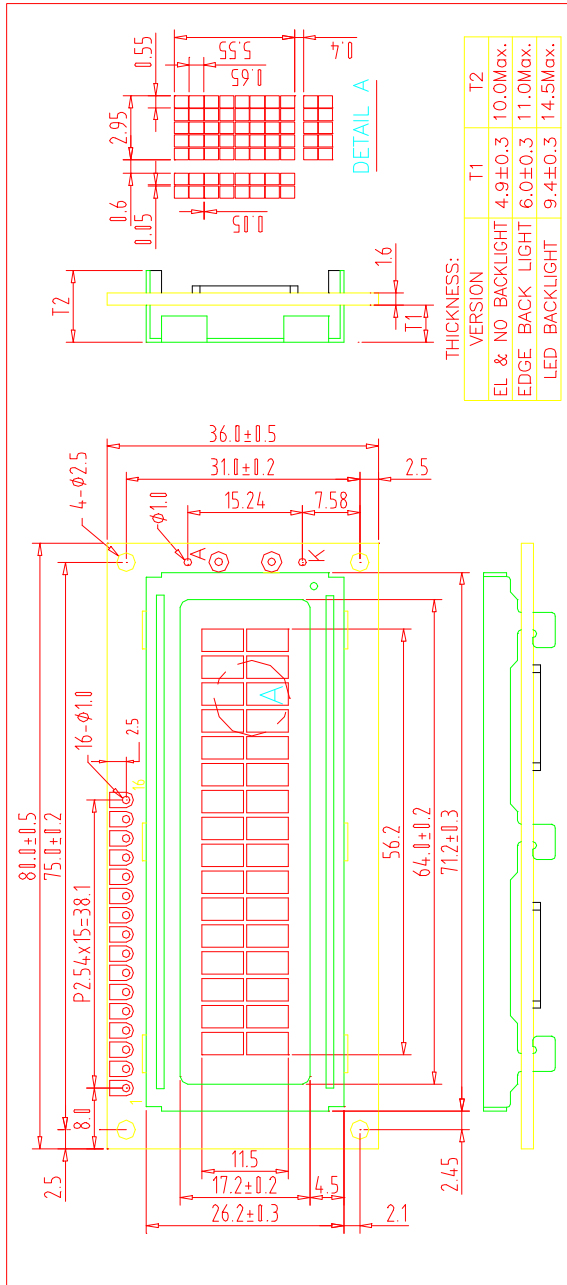 0.55
5.55
0.65
0.4
2.95
0.6
0.05
0.05
DETAIL A
T2
1.6
T1
THICKNESS:
VERSION T1 T2
EL & NO BACKLIGHT 4.9±0.3 10.0Max.
EDGE BACK LIGHT 6.0±0.3 11.0Max.
LED BACKLIGHT 9.4±0.3 14.5Max.
36.0±0.5
31.0±0.2
4-ϕ2.5
ϕ1.0
15.24
7.58
2.5
A
K
80.0±0.5
75.0±0.2
16-ϕ1.0
2.5
P2.54x15=38.1
16
1
8.0
2.5
A
56.2
64.0±0.2
71.2±0.3
11.5
17.2±0.2
4.5
26.2±0.3
2.1
2.45